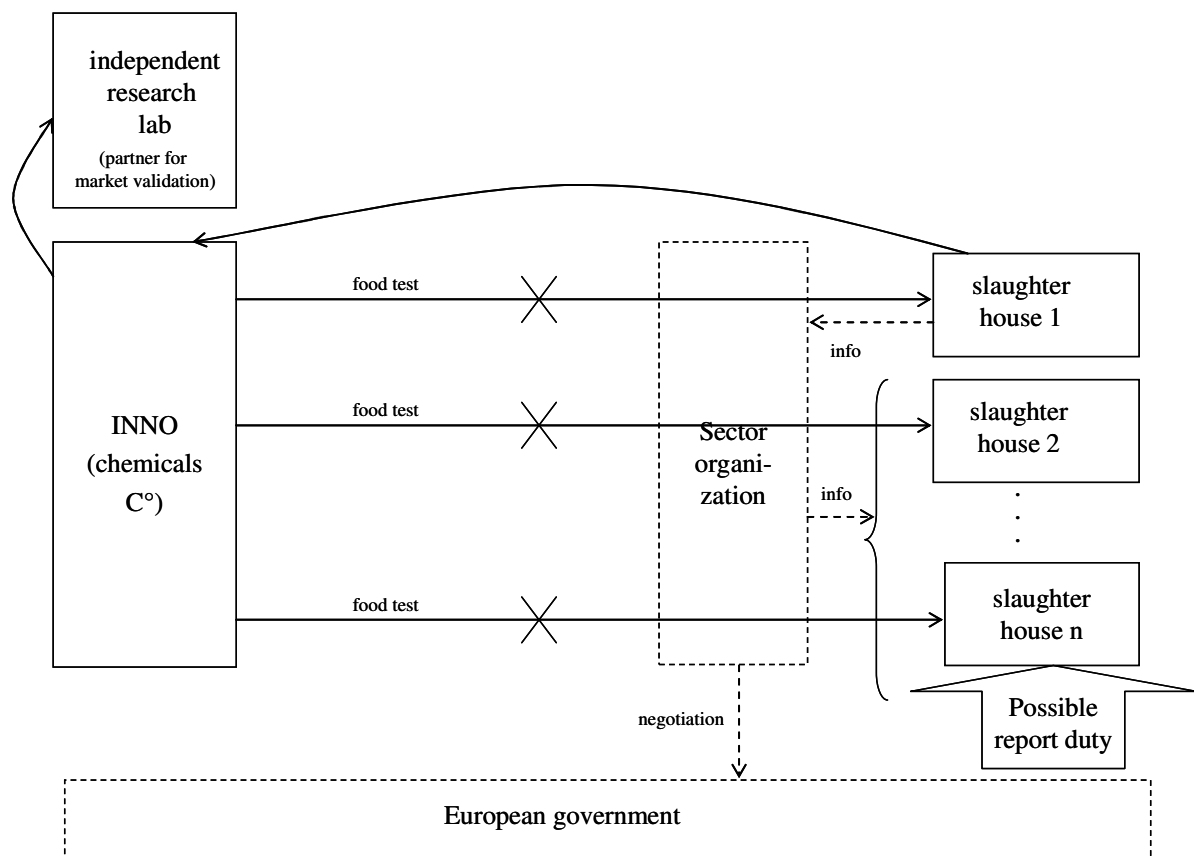 independent
research
lab
(partner for
market validation)
food test
slaughter
house 1
info
food test
INNO
(chemicals
C°)
Sector
organi-
zation
slaughter
house 2
info
.
.
.
food test
slaughter
house n
negotiation
Possible
report duty
European government